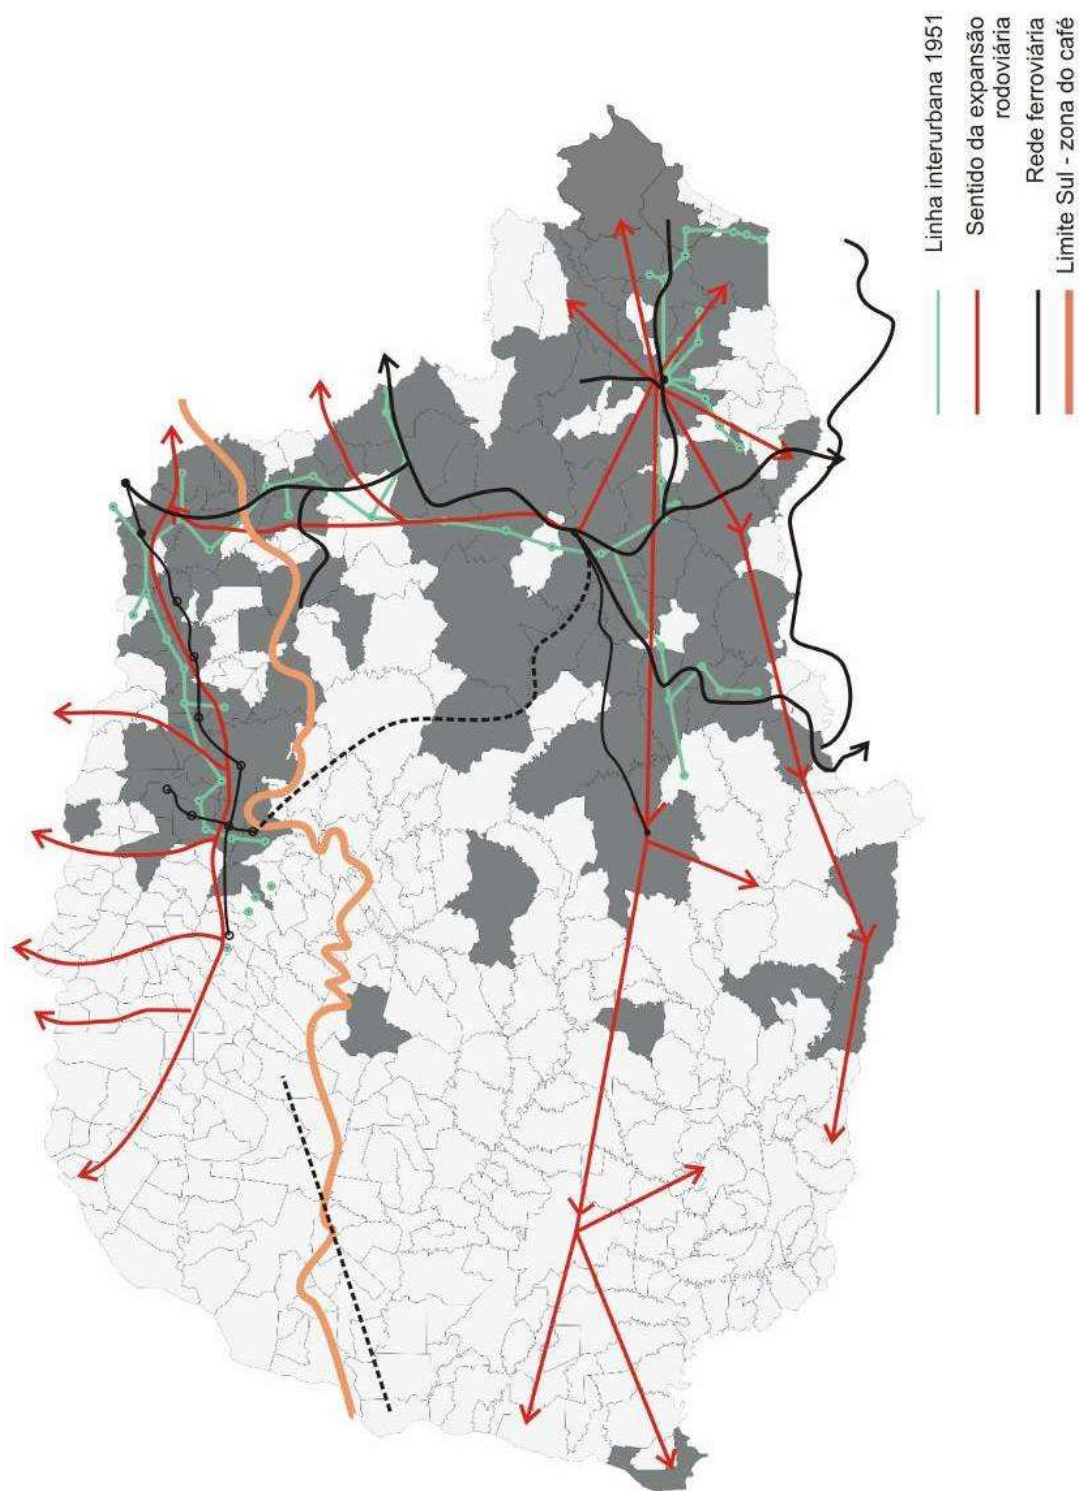 Linha interurbana 1951
Sentido da expansão
rodoviária
Rede ferroviária
Limite Sul - zona do café